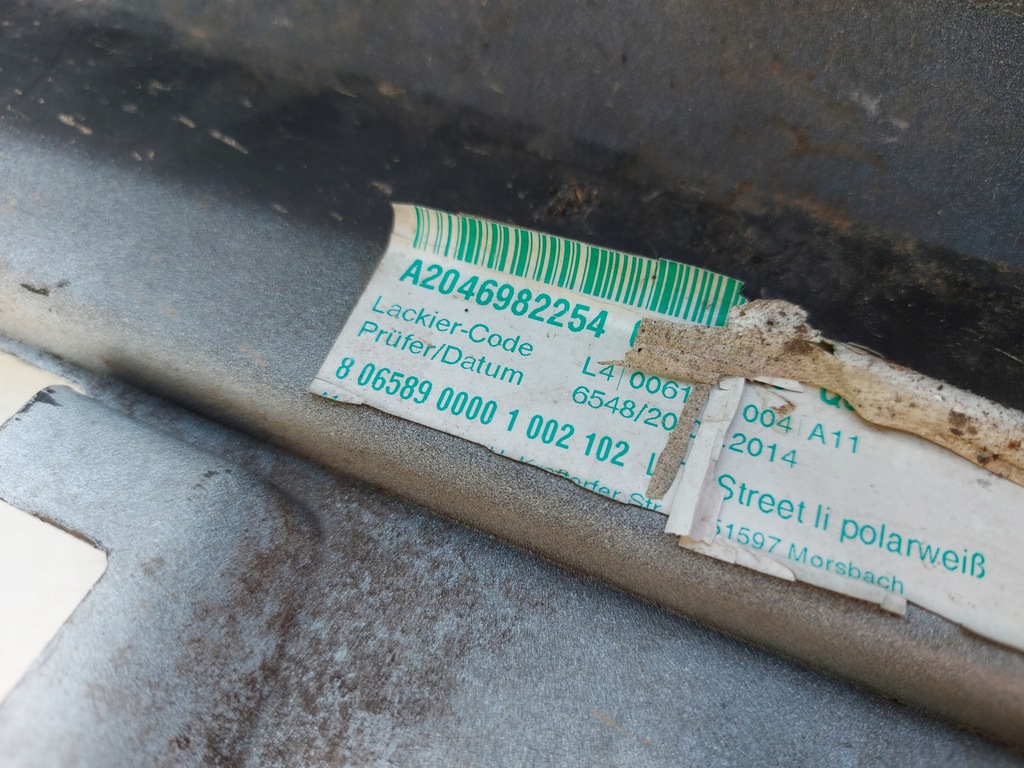 A2046982254
Lackier-Code L4 0061 004 A11
Prüfer/Datum 6548/20 .2014
8 06589 0000 1 002 102 Street li polarweiß
Str 51597 Morsbach